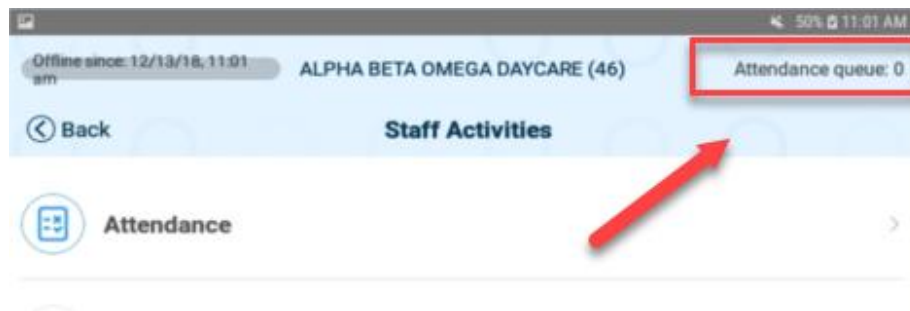 50% 11:01 AM
Offline since: 12/13/18, 11:01
am
ALPHA BETA OMEGA DAYCARE (46)
Attendance queue: 0
Back
Staff Activities
Attendance